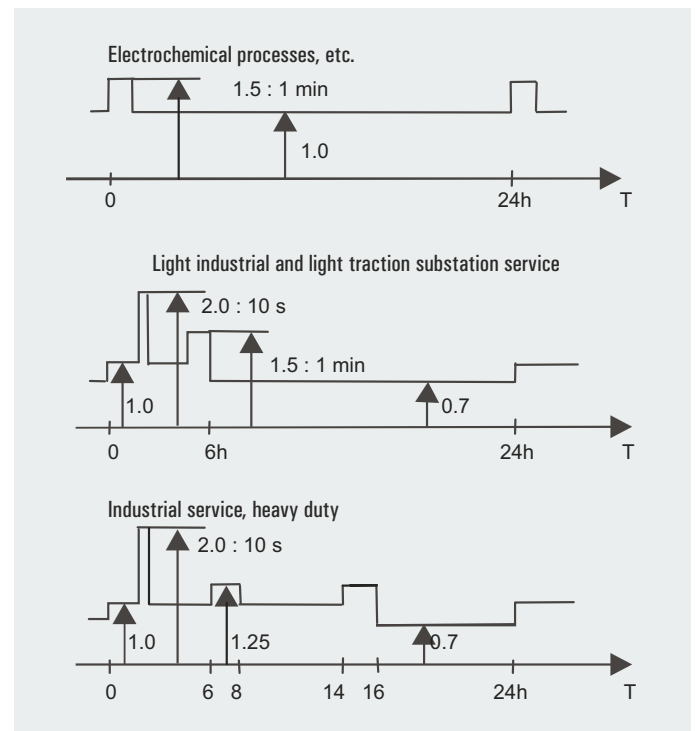 Electrochemical processes, etc.
1.5 : 1 min
1.0
0 24h T
Light industrial and light traction substation service
2.0 : 10 s
1.5 : 1 min
1.0 0.7
0 6h 24h T
Industrial service, heavy duty
2.0 : 10 s
1.0 1.25 0.7
0 6 8 14 16 24h T